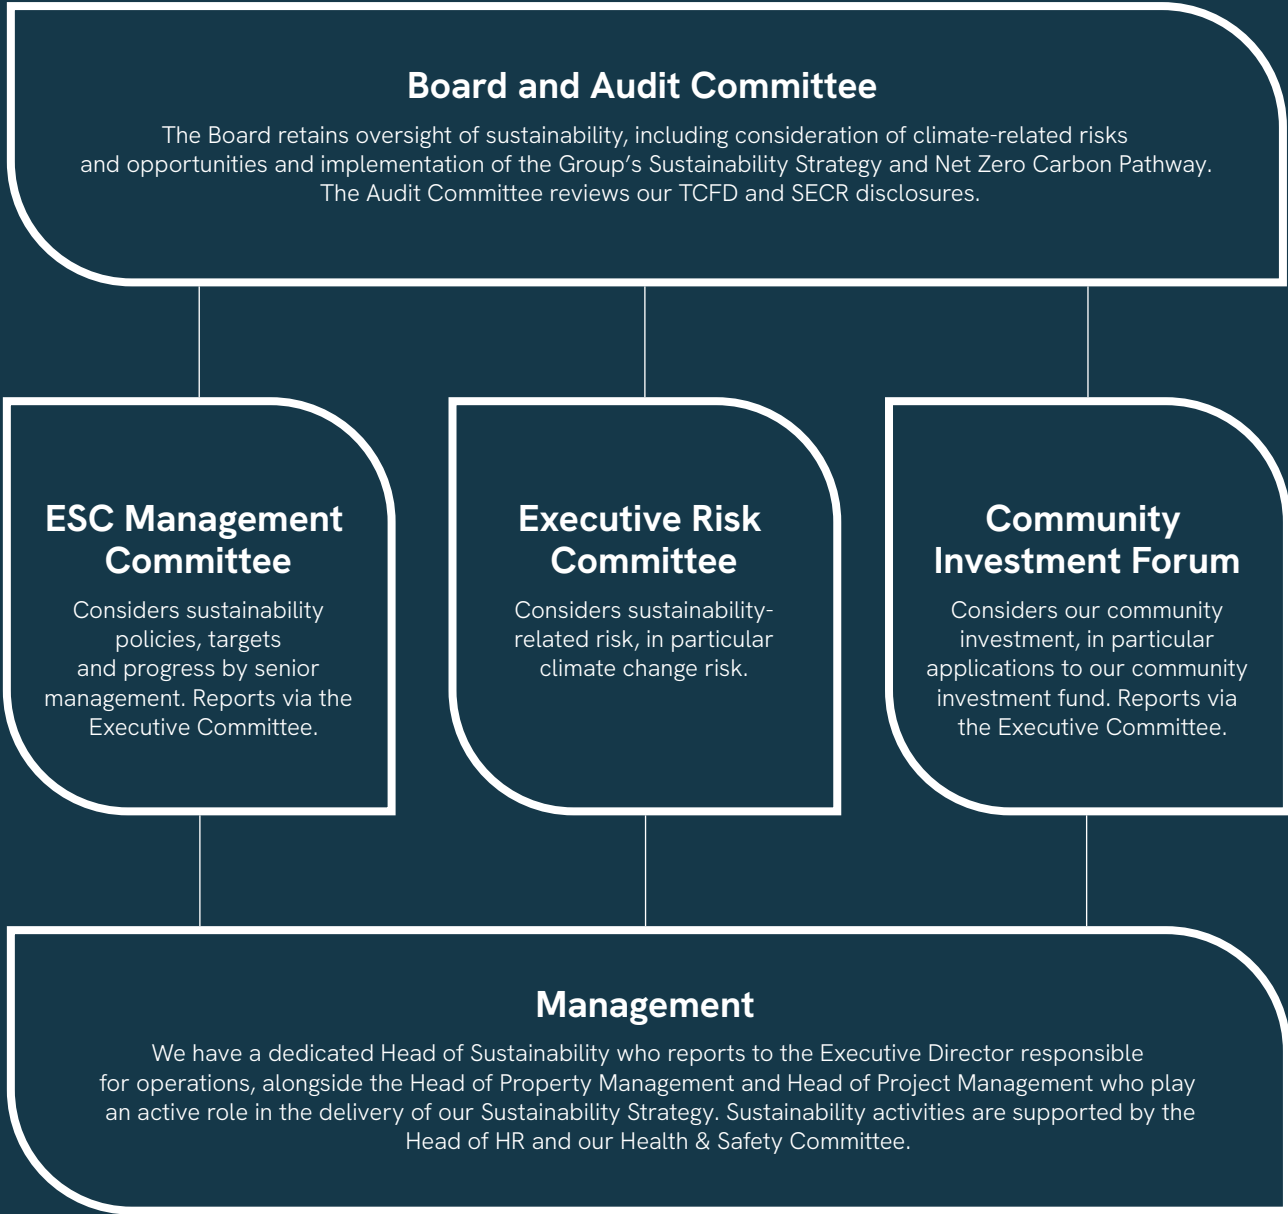 Board and Audit Committee
The Board retains oversight of sustainability, including consideration of climate-related risks
and opportunities and implementation of the Group’s Sustainability Strategy and Net Zero Carbon Pathway.
The Audit Committee reviews our TCFD and SECR disclosures.
ESC Management
Committee
Considers sustainability
policies, targets
and progress by senior
management. Reports via the
Executive Committee.
Executive Risk
Committee
Considers sustainability-
related risk, in particular
climate change risk.
Community
Investment Forum
Considers our community
investment, in particular
applications to our community
investment fund. Reports via
the Executive Committee.
Management
We have a dedicated Head of Sustainability who reports to the Executive Director responsible
for operations, alongside the Head of Property Management and Head of Project Management who play
an active role in the delivery of our Sustainability Strategy. Sustainability activities are supported by the
Head of HR and our Health & Safety Committee.